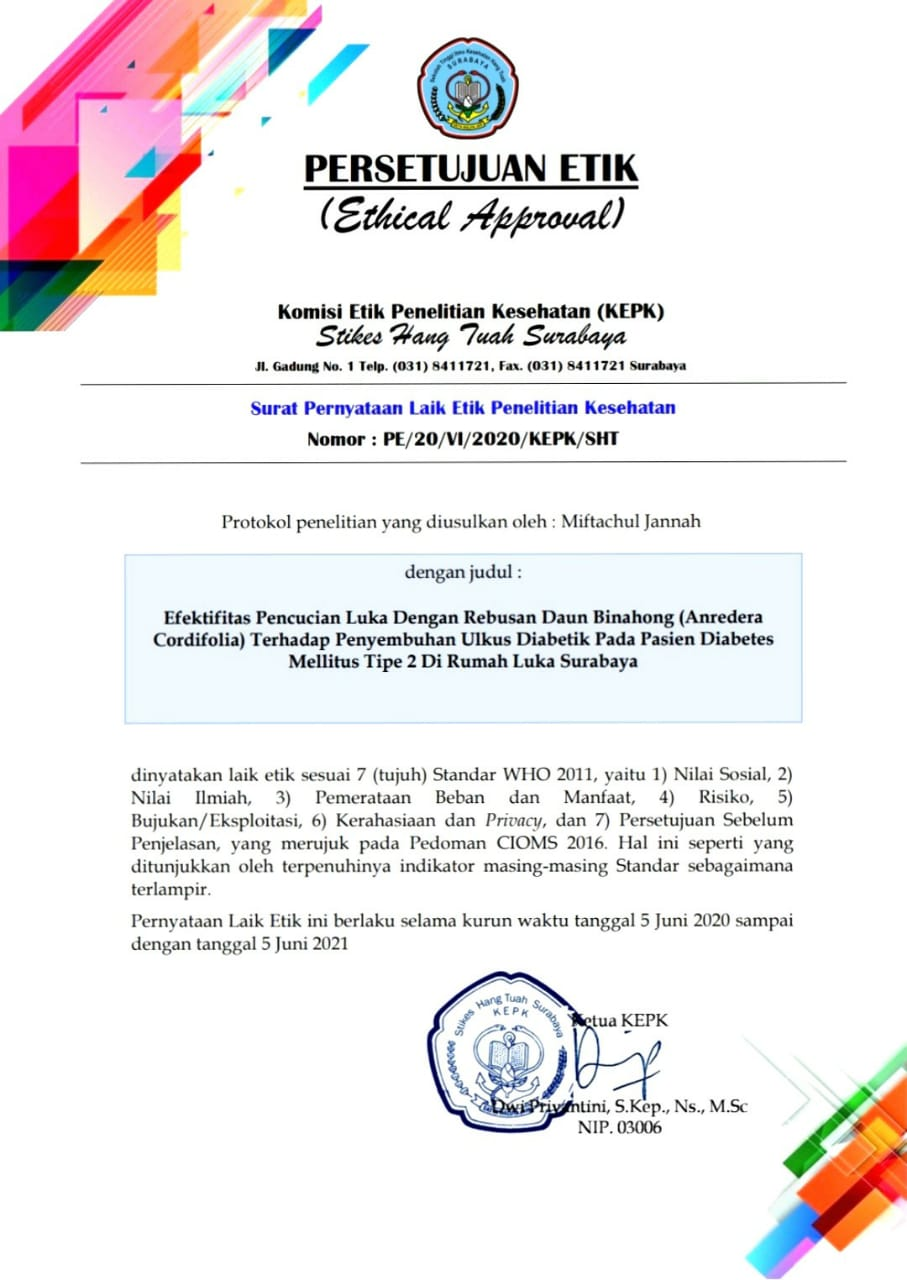 Sekolah Tinggi Ilmu Kesehatan Hang Tuah
SURABAYA
PERSETUJUAN ETIK
(Ethical Approval)
Komisi Etik Penelitian Kesehatan (KEPK)
Stikes Hang Tuah Surabaya
Jl. Gadung No. 1 Telp. (031) 8411721, Fax. (031) 8411721 Surabaya
Surat Pernyataan Laik Etik Penelitian Kesehatan
Nomor : PE/20/VI/2020/KEPK/SHT
Protokol penelitian yang diusulkan oleh : Miftachul Jannah
dengan judul :
Efektifitas Pencucian Luka Dengan Rebusan Daun Binahong (Anredera
Cordifolia) Terhadap Penyembuhan Ulkus Diabetik Pada Pasien Diabetes
Mellitus Tipe 2 Di Rumah Luka Surabaya
dinyatakan laik etik sesuai 7 (tujuh) Standar WHO 2011, yaitu 1) Nilai Sosial, 2)
Nilai Ilmiah, 3) Pemerataan Beban dan Manfaat, 4) Risiko, 5)
Bujukan/Eksploitasi, 6) Kerahasiaan dan Privacy, dan 7) Persetujuan Sebelum
Penjelasan, yang merujuk pada Pedoman CIOMS 2016. Hal ini seperti yang
ditunjukkan oleh terpenuhinya indikator masing-masing Standar sebagaimana
terlampir.
Pernyataan Laik Etik ini berlaku selama kurun waktu tanggal 5 Juni 2020 sampai
dengan tanggal 5 Juni 2021
Stikes Hang Tuah Surabaya
KEPK
Ketua KEPK
Dwi Priyantini, S.Kep., Ns., M.Sc
NIP. 03006